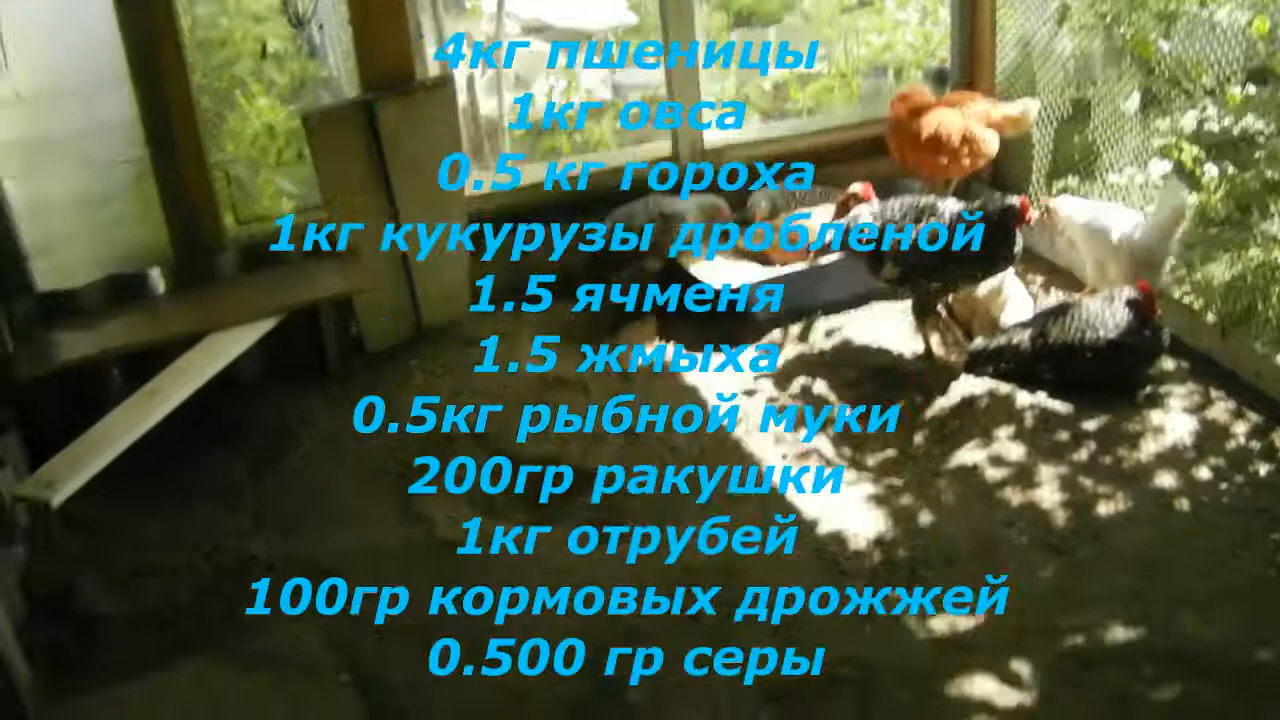 4кг пшеницы
1кг овса
0.5 кг гороха
1кг кукурузы дроблёной
1.5 ячменя
1.5 жмыха
0.5кг рыбной муки
200гр ракушки
1кг отрубей
100гр кормовых дрожжей
0.500 гр серы